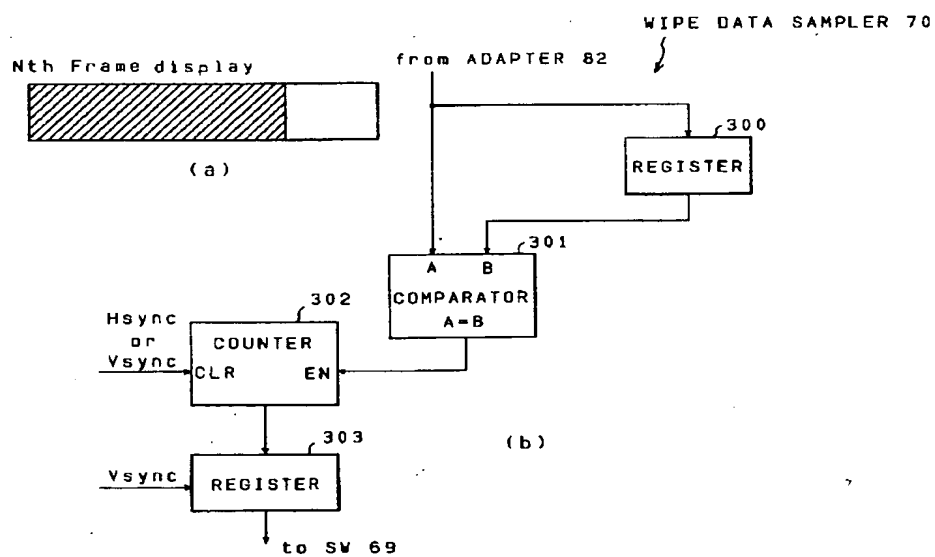 WIPE DATA SAMPLER 70
Nth Frame display
from ADAPTER 82
(a)
300
REGISTER
301
A B
COMPARATOR
A=B
302
Hsync
or
Vsync
COUNTER
CLR EN
303
(b)
Vsync
REGISTER
to SW 69